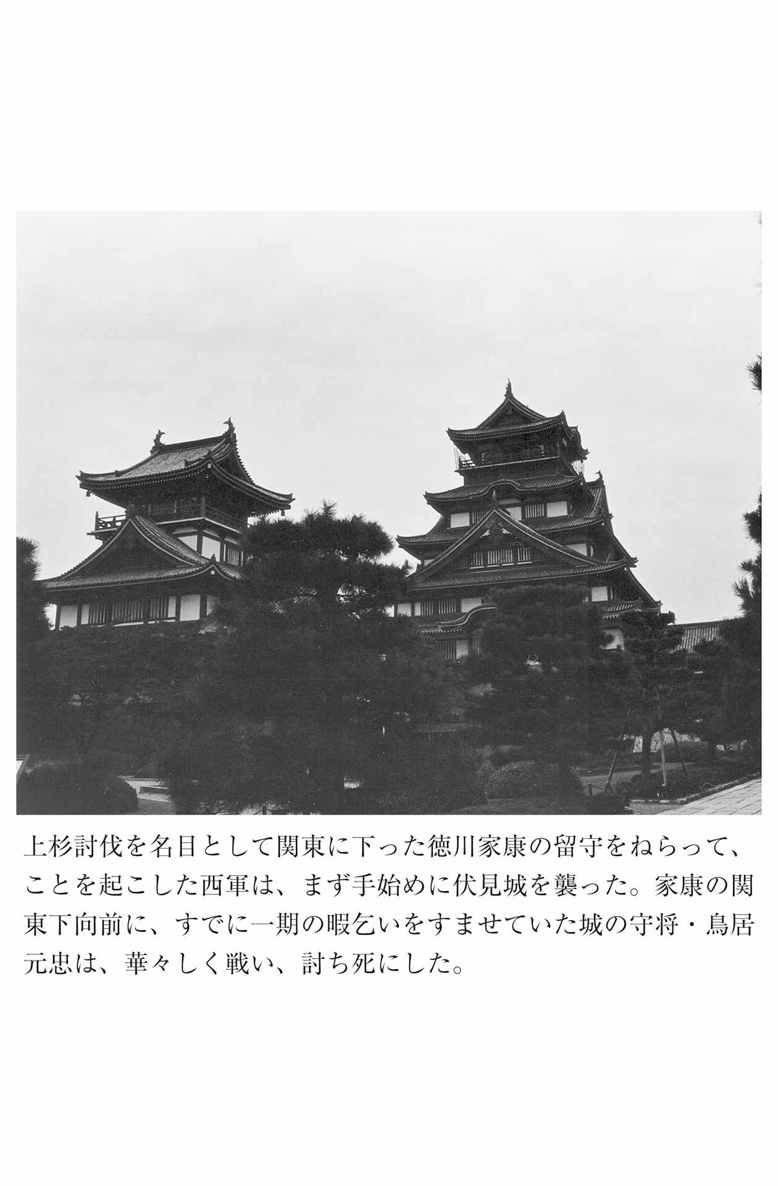 上杉討伐を名目として関東に下った徳川家康の留守をねらって、
ことを起こした西軍は、まず手始めに伏見城を襲った。家康の関
東下向前に、すでに一期の暇乞いをすませていた城の守将・鳥居
元忠は、華々しく戦い、討ち死にした。